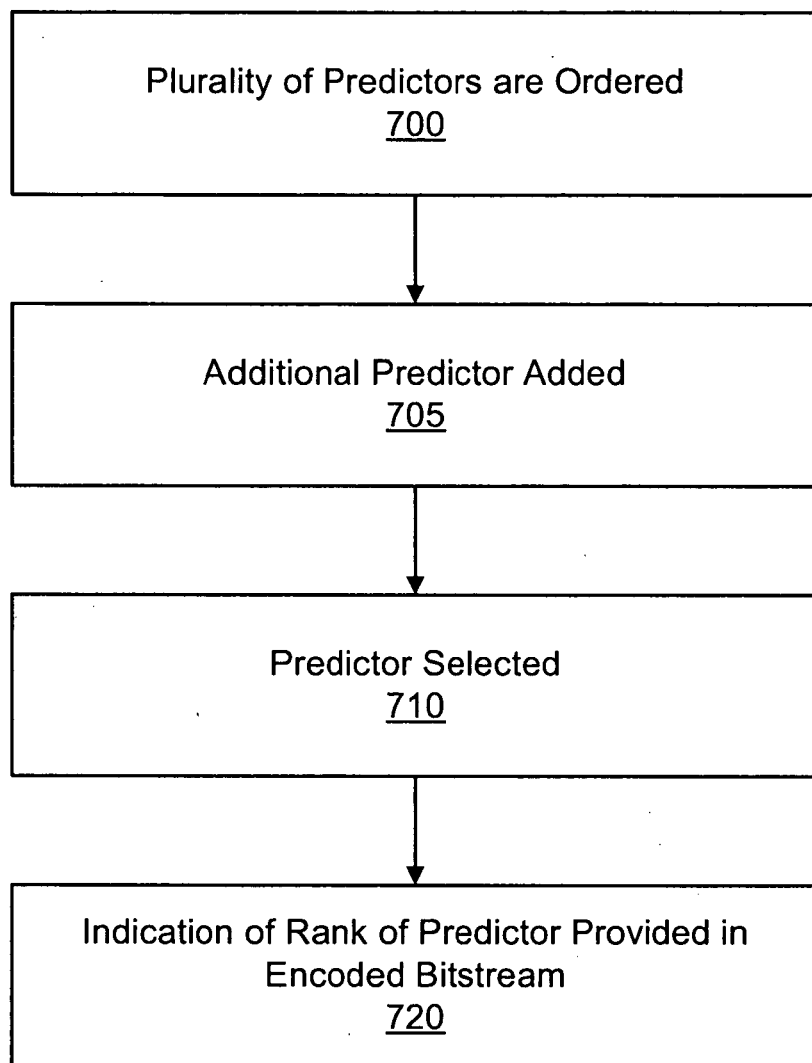 Plurality of Predictors are Ordered
700
Additional Predictor Added
705
Predictor Selected
710
Indication of Rank of Predictor Provided in
Encoded Bitstream
720